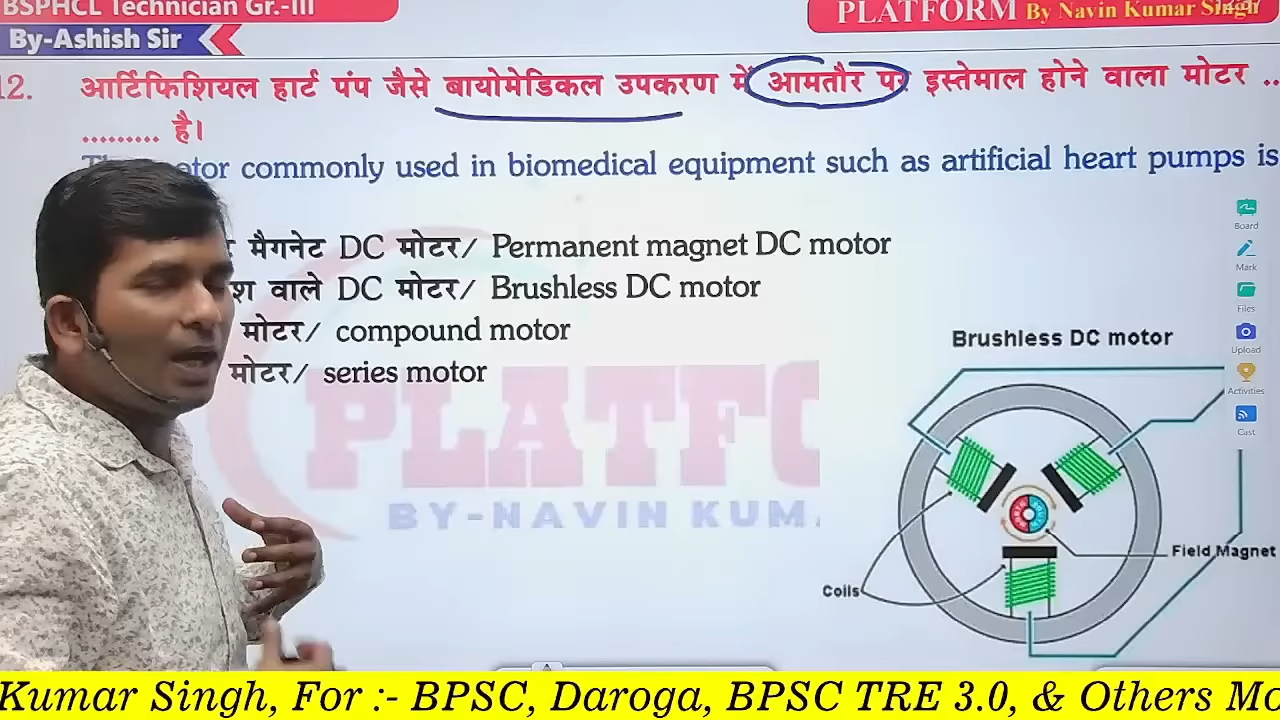 BSPHCL Technician Gr.-III
PLATFORM By Navin Kumar Singh
By-Ashish Sir
12. आर्टिफिशियल हार्ट पंप जैसे बायोमेडिकल उपकरण में आमतौर पर इस्तेमाल होने वाला मोटर ..
......... है।
commonly used in biomedical equipment such as artificial heart pumps is
मैगनेट DC मोटर/ Permanent magnet DC motor
वाले DC मोटर/ Brushless DC motor
मोटर/ compound motor
मोटर/ series motor
Board
Mark
Files
Upload
Activities
Cast
Brushless DC motor
Field Magnet
Coils
PLATFO
BY-NAVIN KUM
Kumar Singh, For :- BPSC, Daroga, BPSC TRE 3.0, & Others Mo